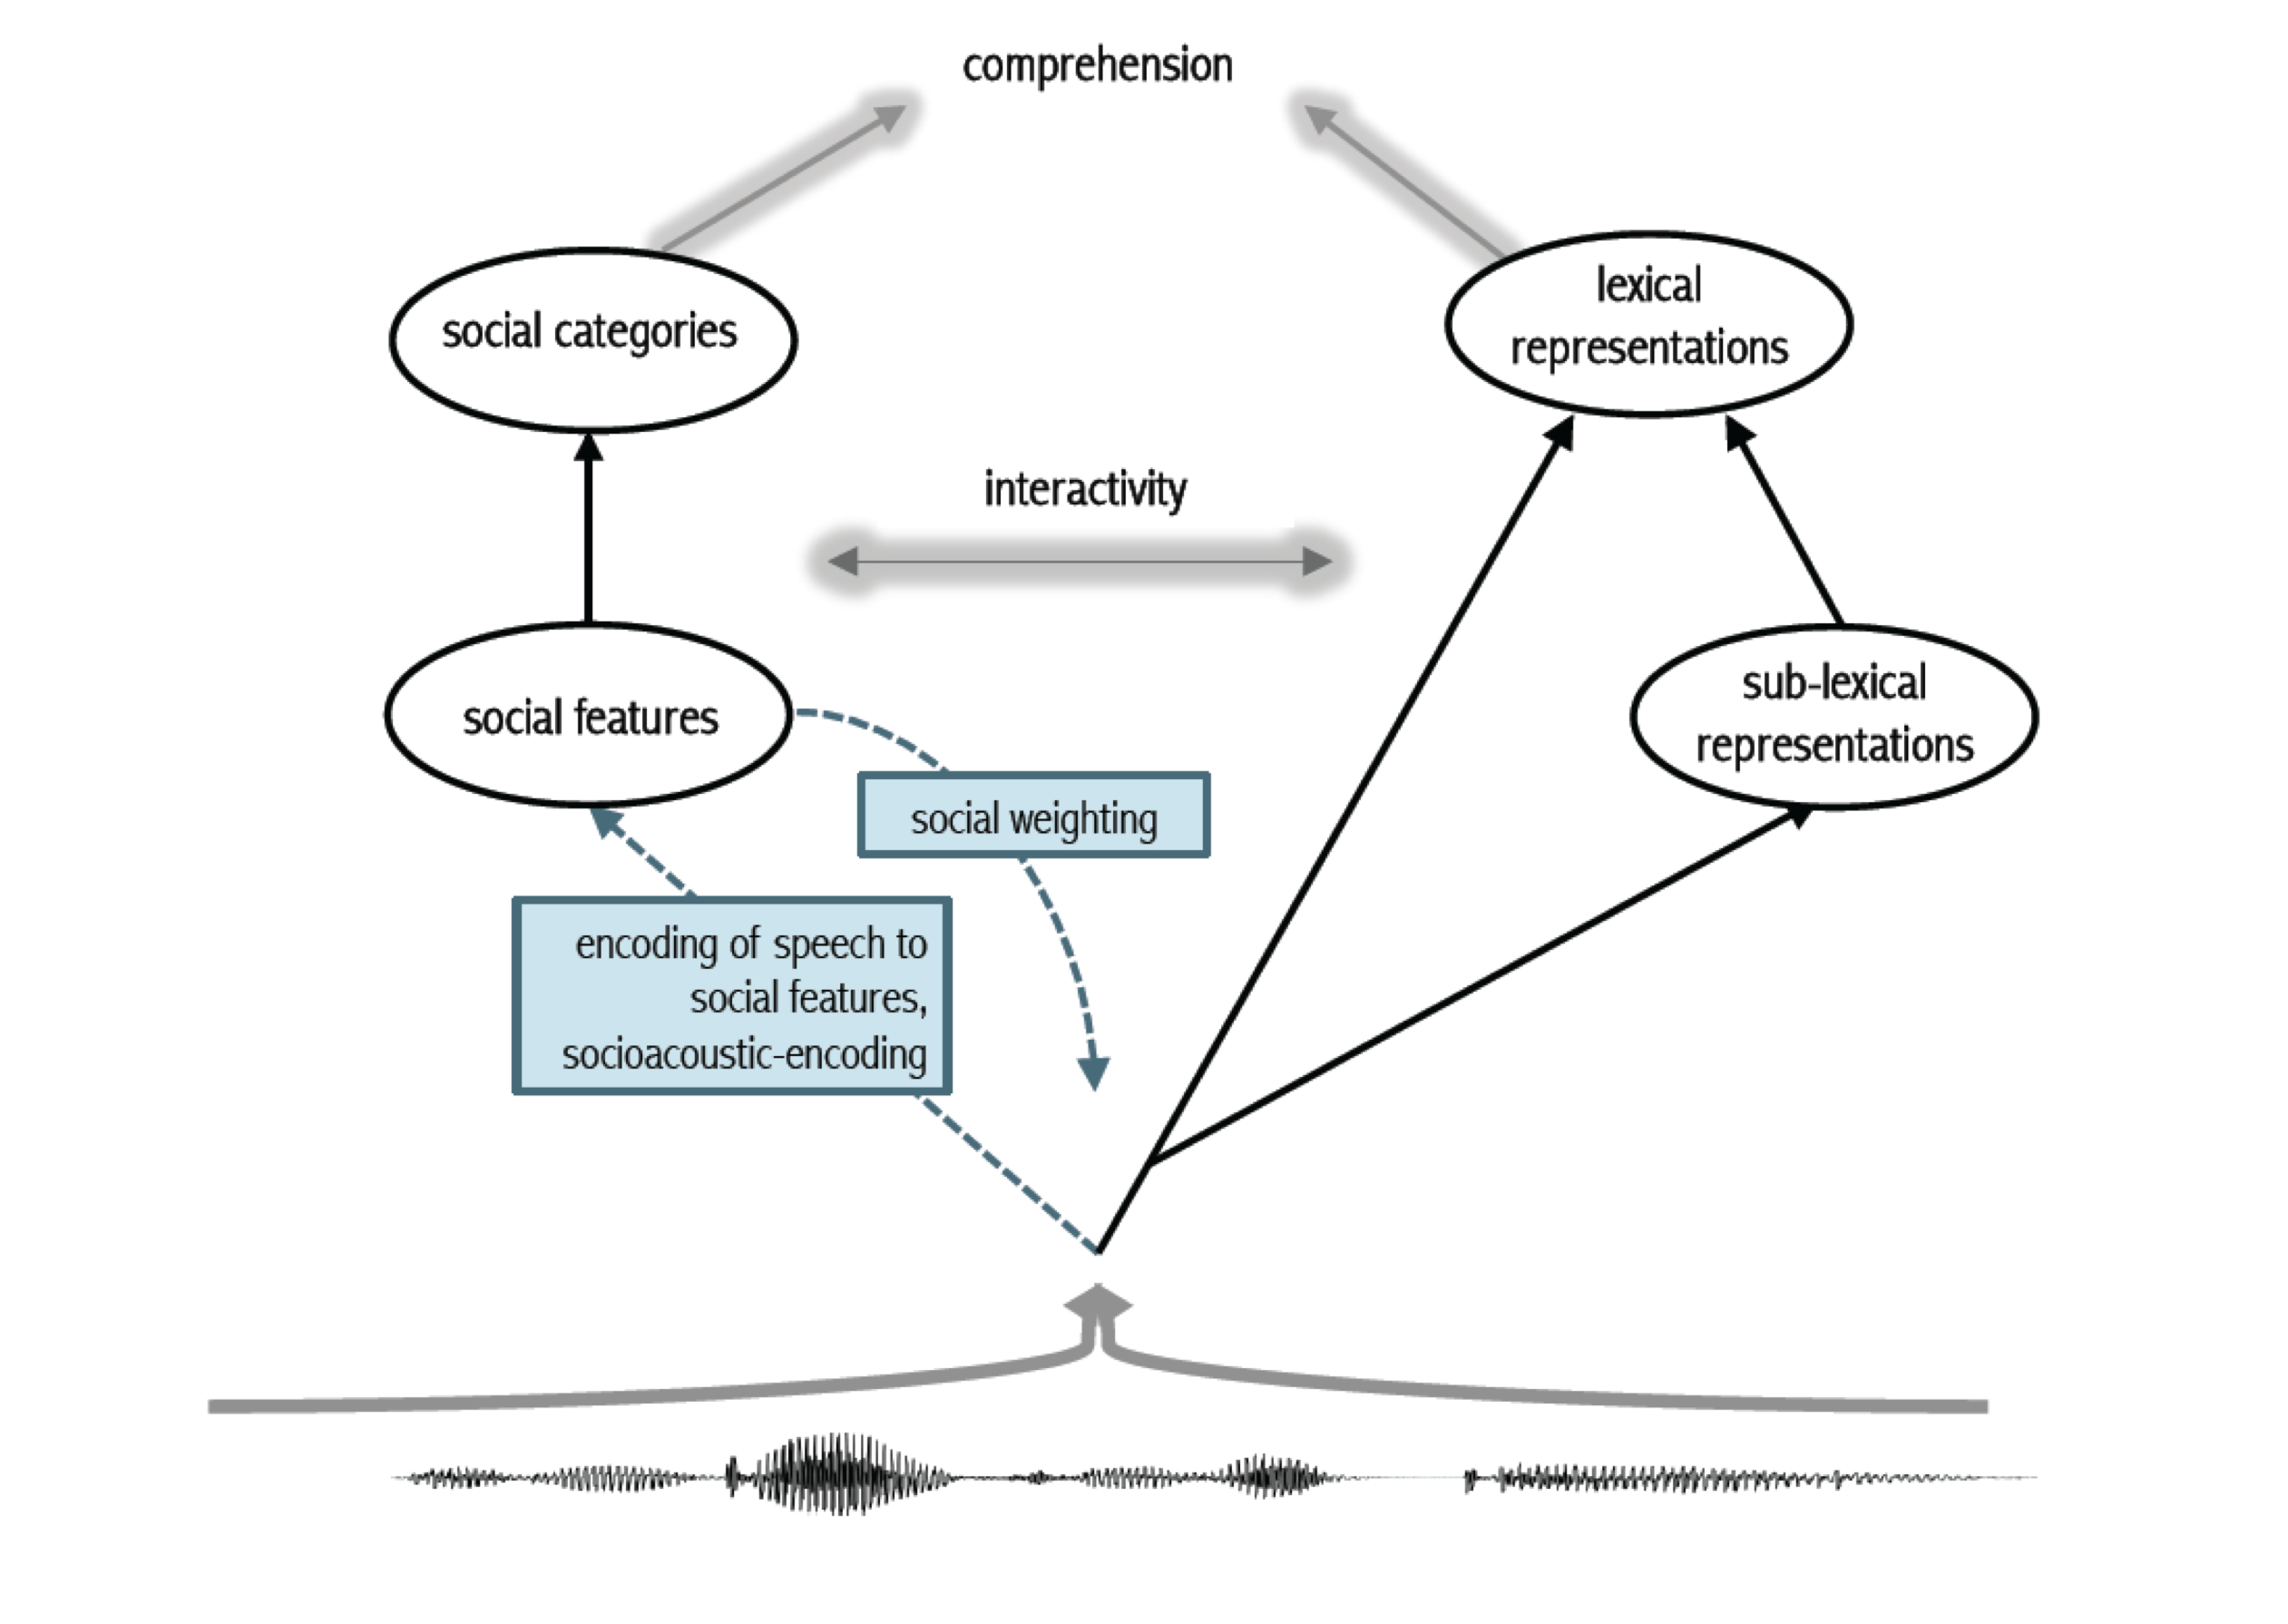 comprehension
social categories
lexical
representations
interactivity
social features
sub-lexical
representations
social weighting
encoding of speech to
social features,
socioacoustic-encoding